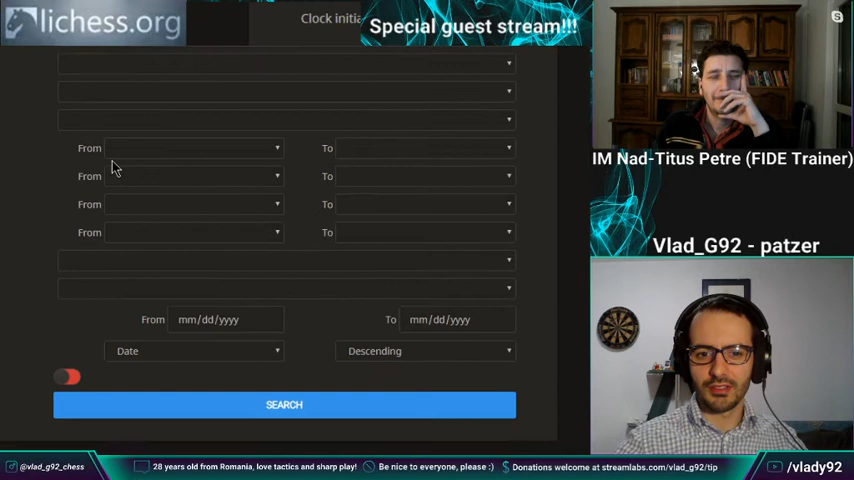 lichess.org
Clock initia
Special guest stream!!!
From
To
From
To
From
To
From
To
From mm/dd/yyyy
To mm/dd/yyyy
Date
Descending
SEARCH
IM Nad-Titus Petre (FIDE Trainer)
Vlad_G92 - patzer
@vlad_g92_chess
28 years old from Romania, love tactics and sharp play!
Be nice to everyone, please :)
Donations welcome at streamlabs.com/vlad_g92/tip
/vlady92